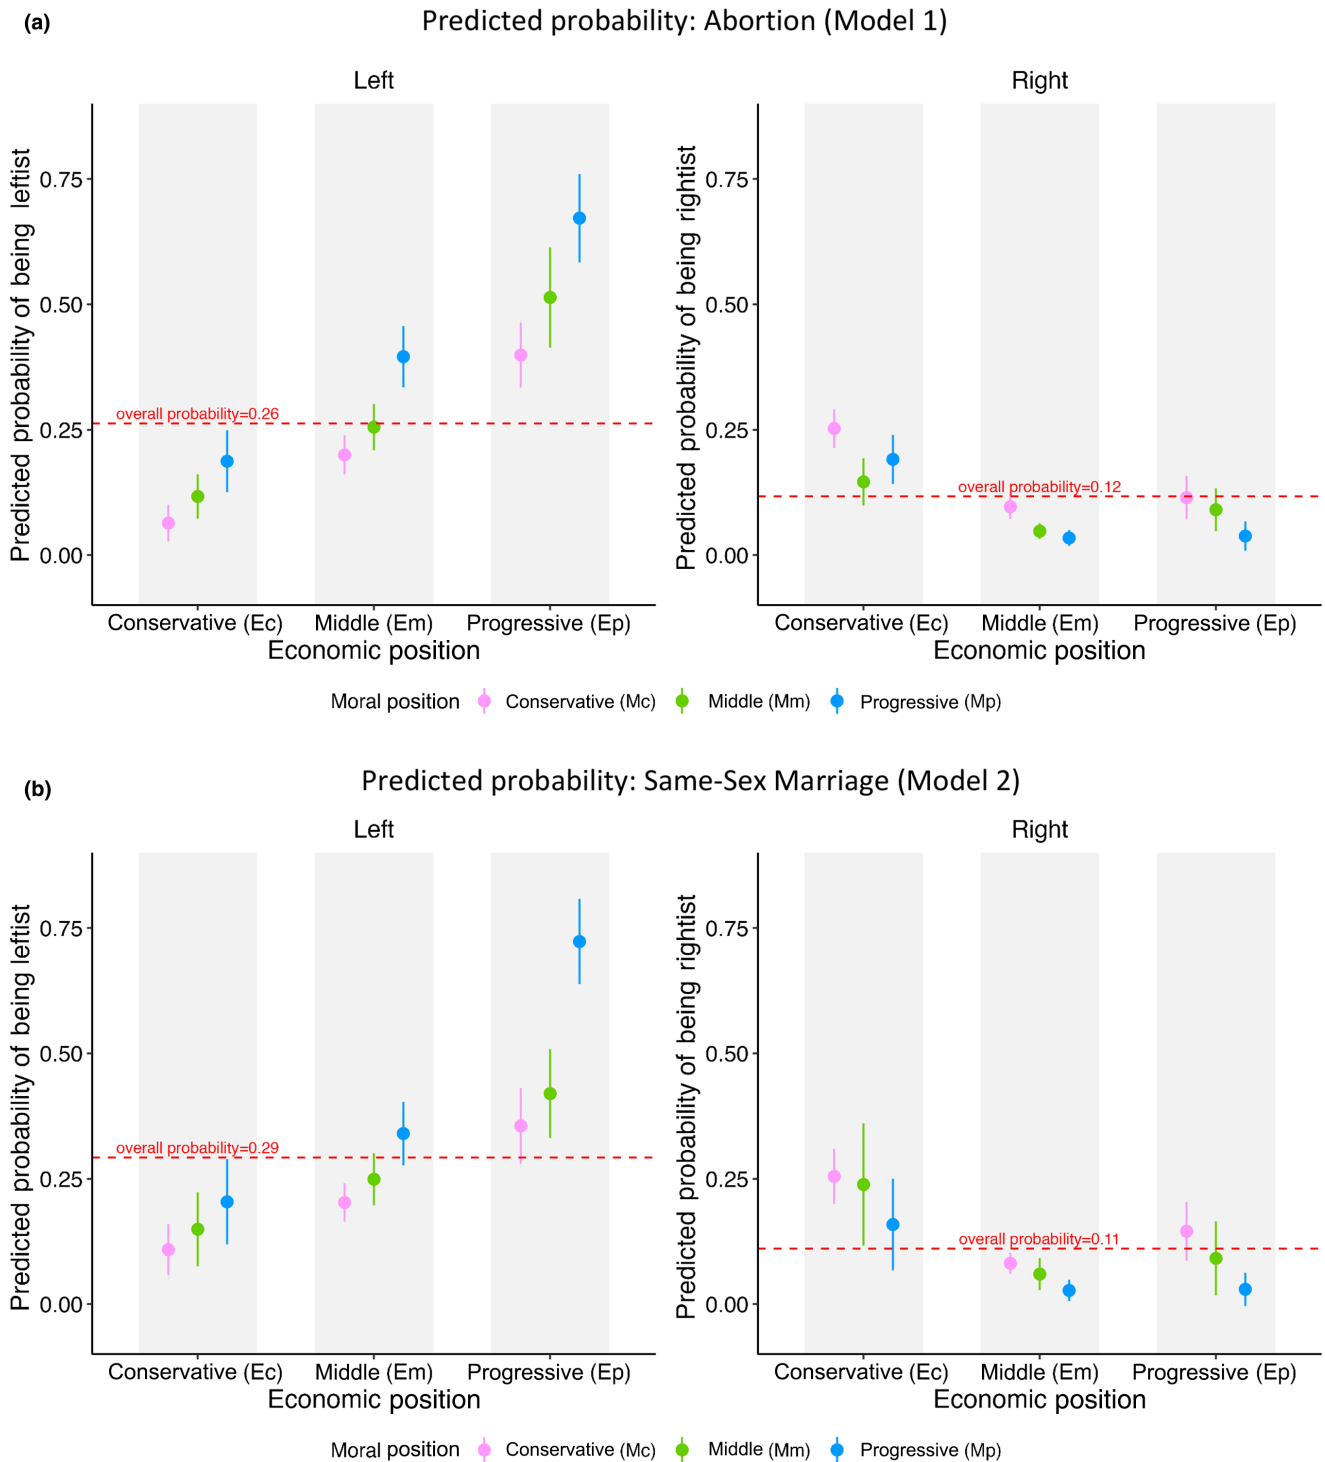 (a)
Predicted probability: Abortion (Model 1)
Left
Right
Predicted probability of being leftist
0.75
0.50
0.25
0.00
overall probability=0.26
Conservative (Ec) Middle (Em) Progressive (Ep)
Economic position
Predicted probability of being rightist
0.75
0.50
0.25
0.00
overall probability=0.12
Conservative (Ec) Middle (Em) Progressive (Ep)
Economic position
Moral position Conservative (Mc) Middle (Mm) Progressive (Mp)
(b)
Predicted probability: Same-Sex Marriage (Model 2)
Left
Right
Predicted probability of being leftist
0.75
0.50
0.25
0.00
overall probability=0.29
Conservative (Ec) Middle (Em) Progressive (Ep)
Economic position
Predicted probability of being rightist
0.75
0.50
0.25
0.00
overall probability=0.11
Conservative (Ec) Middle (Em) Progressive (Ep)
Economic position
Moral position Conservative (Mc) Middle (Mm) Progressive (Mp)